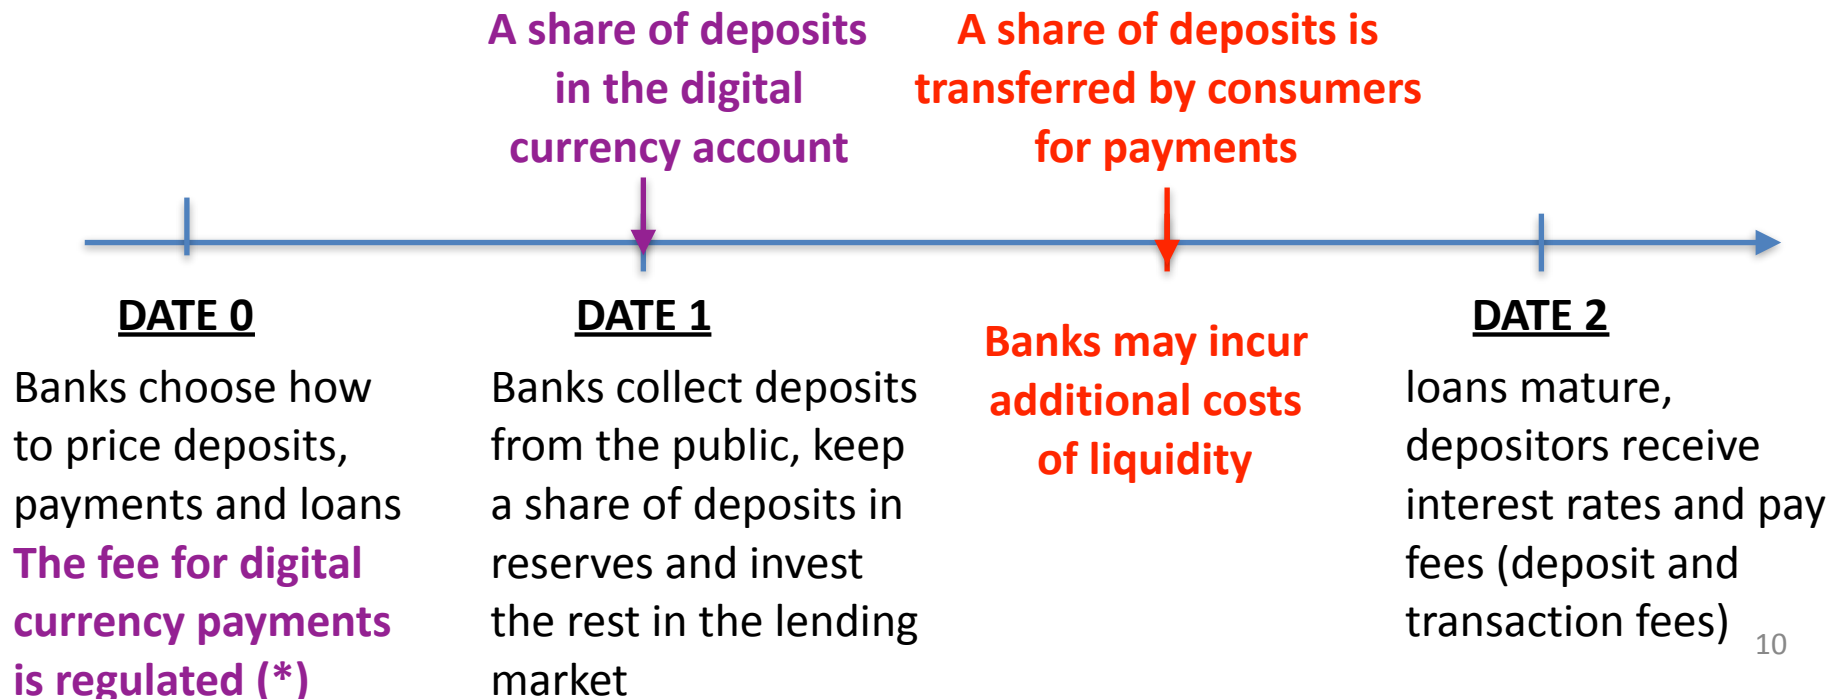 A share of deposits
in the digital
currency account
A share of deposits is
transferred by consumers
for payments
DATE 0
Banks choose how
to price deposits,
payments and loans
The fee for digital
currency payments
is regulated (*)
DATE 1
Banks collect deposits
from the public, keep
a share of deposits in
reserves and invest
the rest in the lending
market
Banks may incur
additional costs
of liquidity
DATE 2
loans mature,
depositors receive
interest rates and pay
fees (deposit and
transaction fees)
10